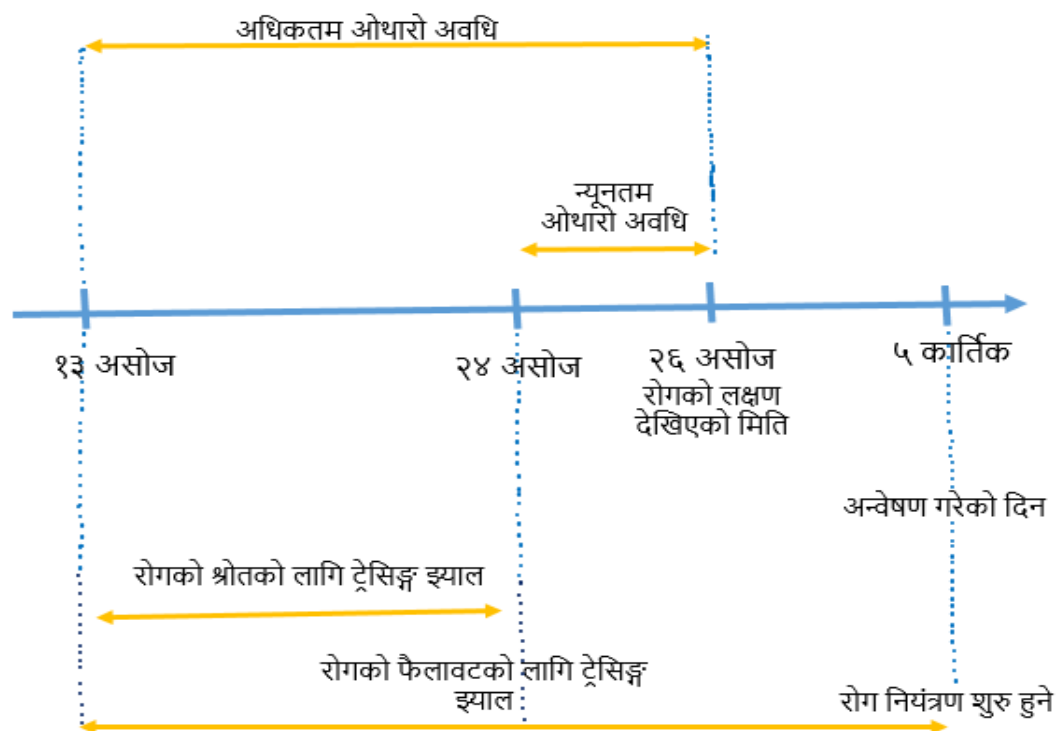 अधिकतम ओथारो अवधि
न्यूनतम
ओथारो अवधि
१३ असोज
२४ असोज
२६ असोज
५ कार्तिक
रोगको लक्षण
देखिएको मिति
अन्वेषण गरेको दिन
रोगको श्रोतको लागि ट्रेसिङ्ग झ्याल
रोगको फैलावटको लागि ट्रेसिङ्ग
झ्याल
रोग नियंत्रण शुरु हुने